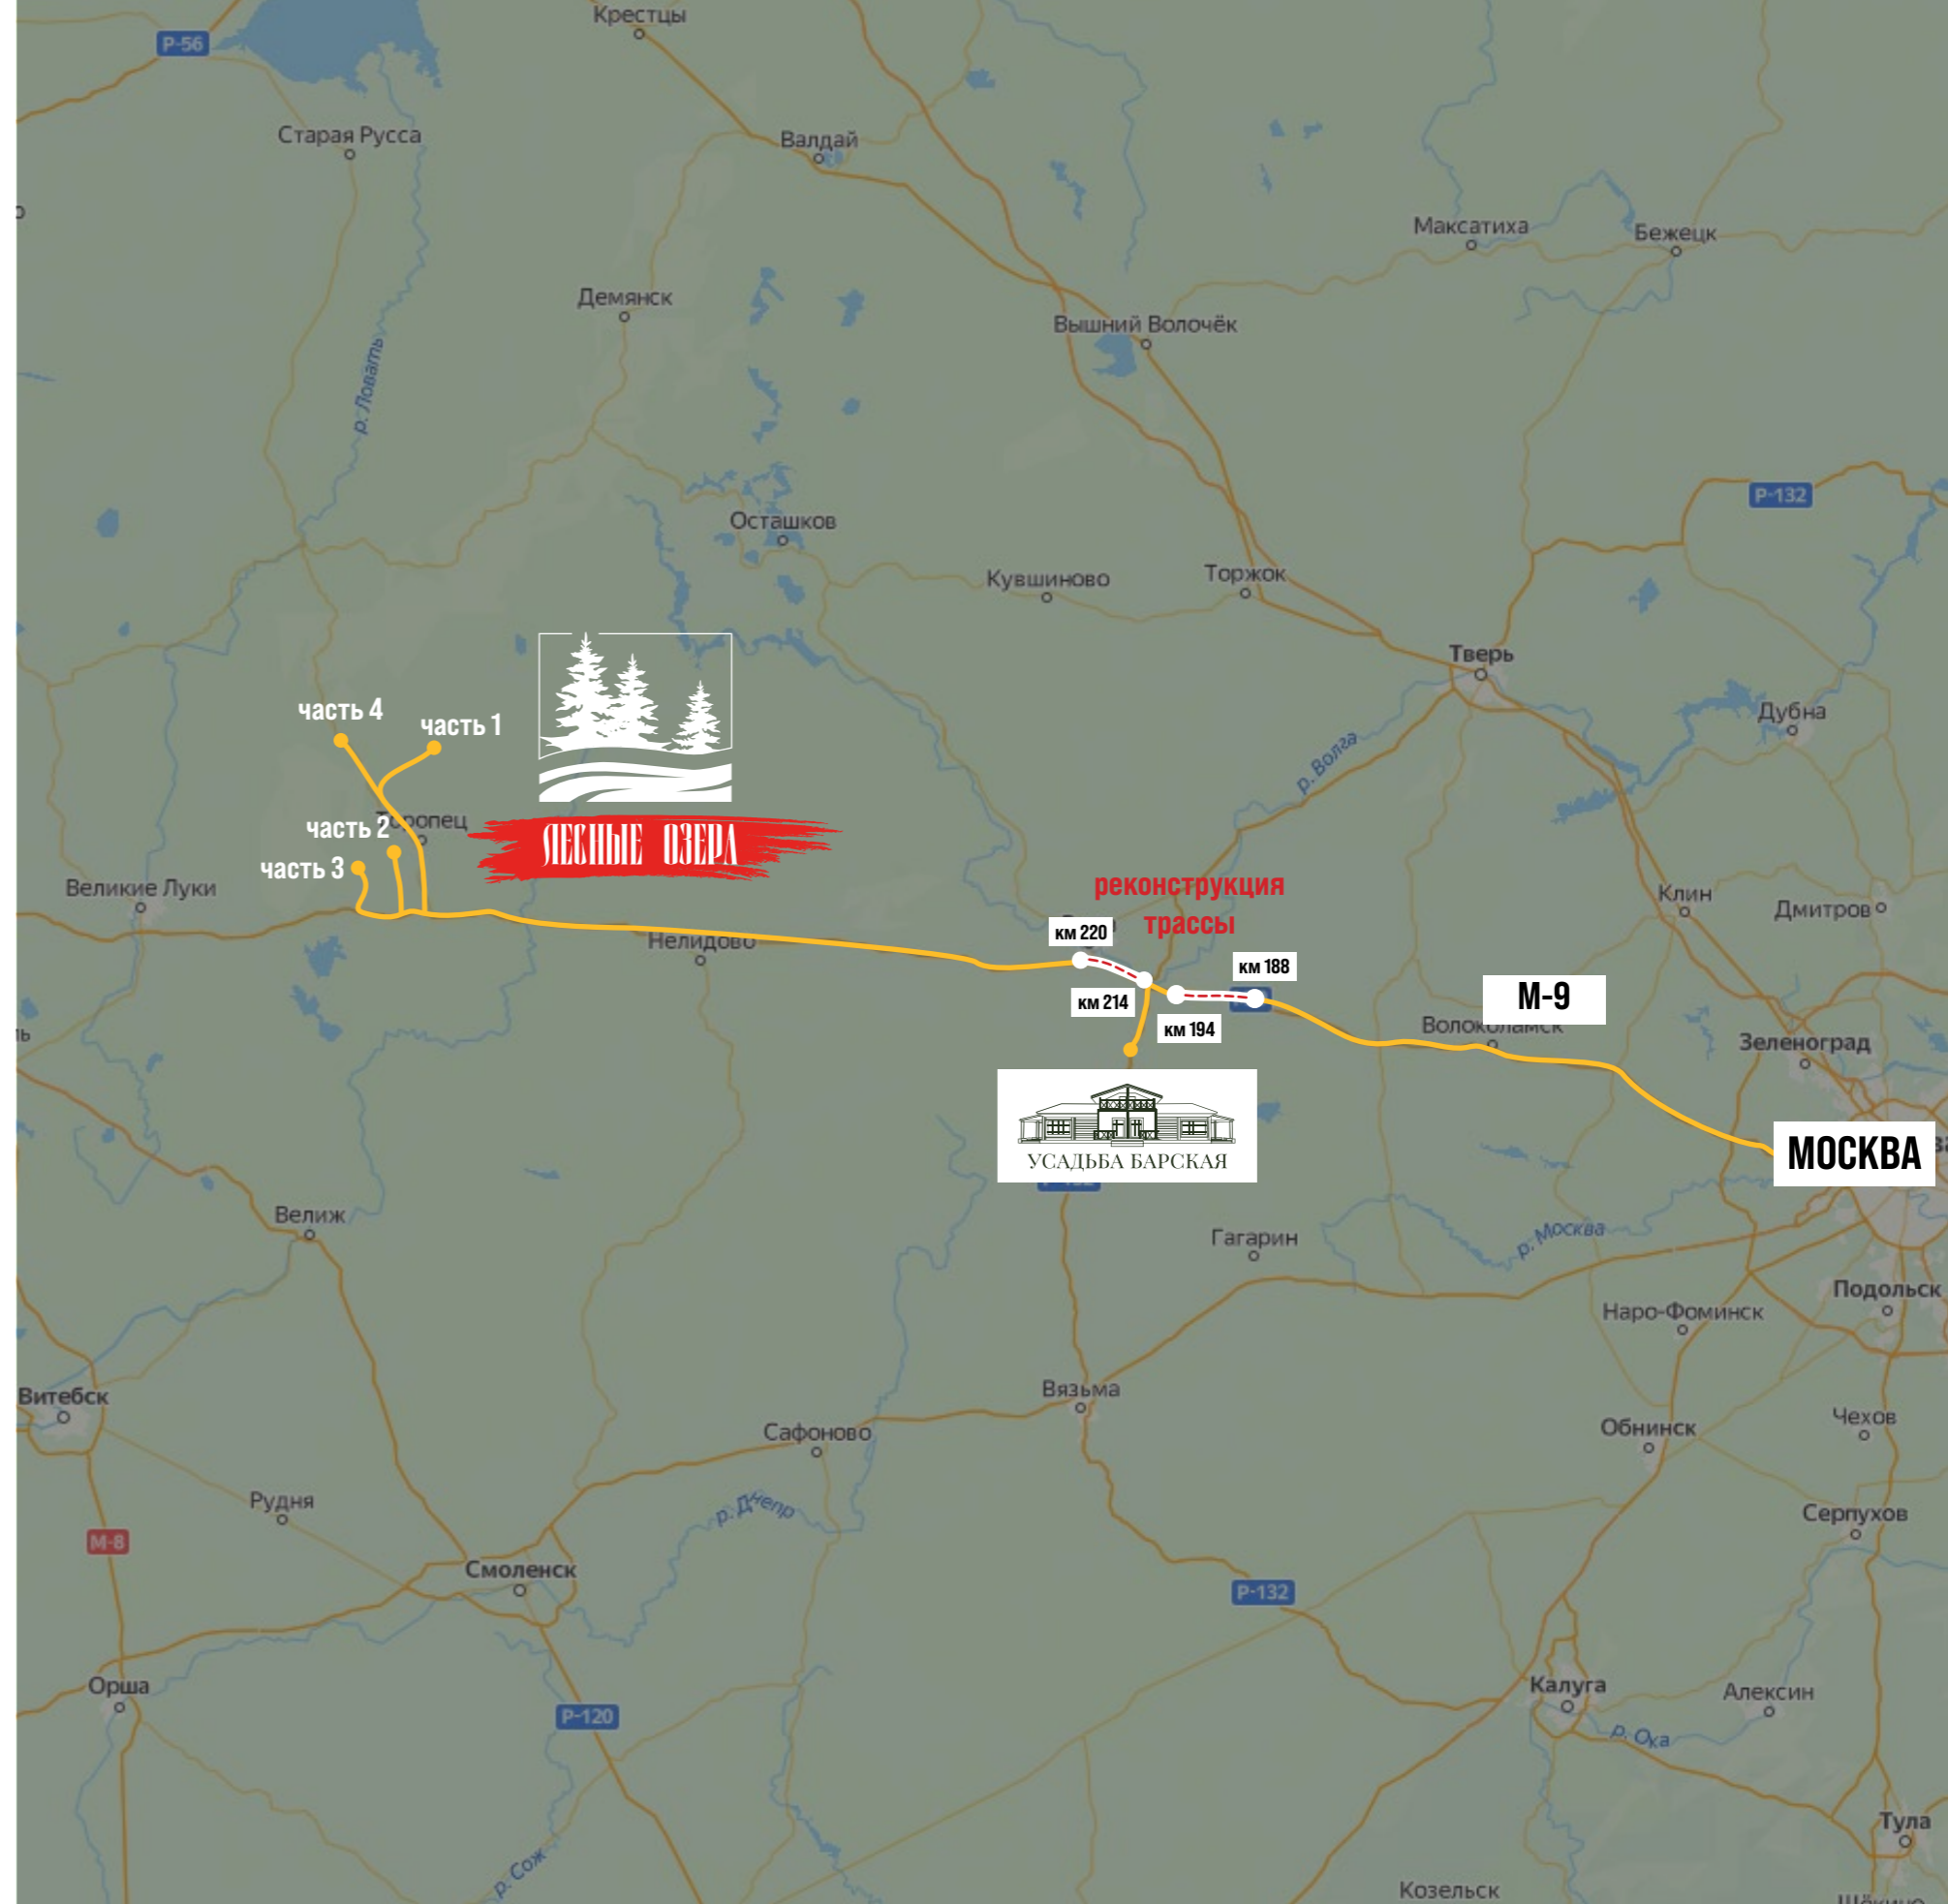 Крестцы
Р-56
Старая Русса
Валдай
Максатиха
Бежецк
Демянск
Вышний Волочёк
р. Ловать
Р-132
Осташков
Кувшиново
Торжок
Тверь
Дубна
часть 4
часть 1
р. Волга
часть 2
Торопец
ЛЕСНЫЕ ОЗЕРА
часть 3
Великие Луки
реконструкция
трассы
Клин
Дмитров
км 220
Нелидово
км 188
М-9
км 214
км 194
Волоколамск
Зеленоград
УСАДЬБА БАРСКАЯ
МОСКВА
Велиж
Гагарин
р. Москва
Подольск
Наро-Фоминск
Витебск
Вязьма
Сафоново
Обнинск
Чехов
Рудня
р. Днепр
Серпухов
М-8
Смоленск
Р-132
Орша
Калуга
Алексин
Р-120
р. Ока
Тула
р. Сож
Козельск